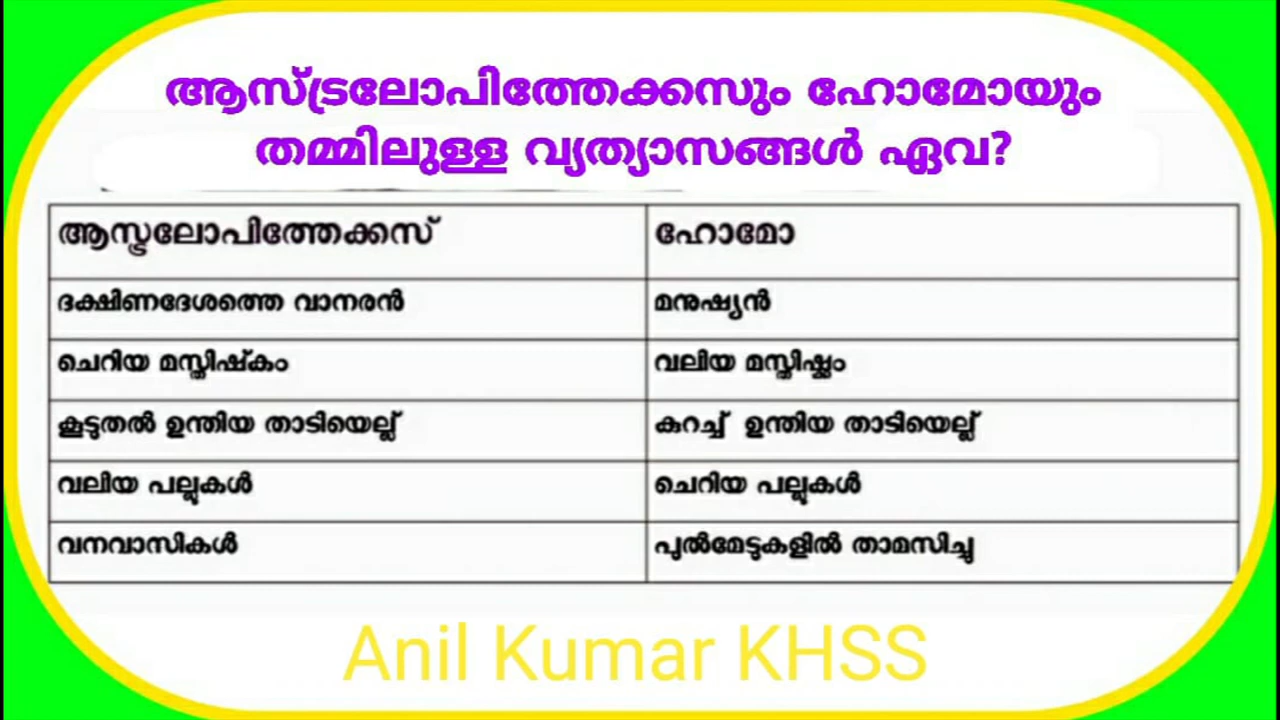 ആസ്ട്രലോപിത്തേക്കസും ഹോമോയും
തമ്മിലുള്ള വ്യത്യാസങ്ങൾ ഏവ?
ആസ്ട്രലോപിത്തേക്കസ് ഹോമോ
ദക്ഷിണദേശത്തെ വാനരൻ മനുഷ്യൻ
ചെറിയ മസ്തിഷ്കം വലിയ മസ്തിഷ്കം
കൂടുതൽ ഉന്തിയ താടിയെല്ല് കുറച്ച് ഉന്തിയ താടിയെല്ല്
വലിയ പല്ലുകൾ ചെറിയ പല്ലുകൾ
വനവാസികൾ പുൽമേടുകളിൽ താമസിച്ചു
Anil Kumar KHSS